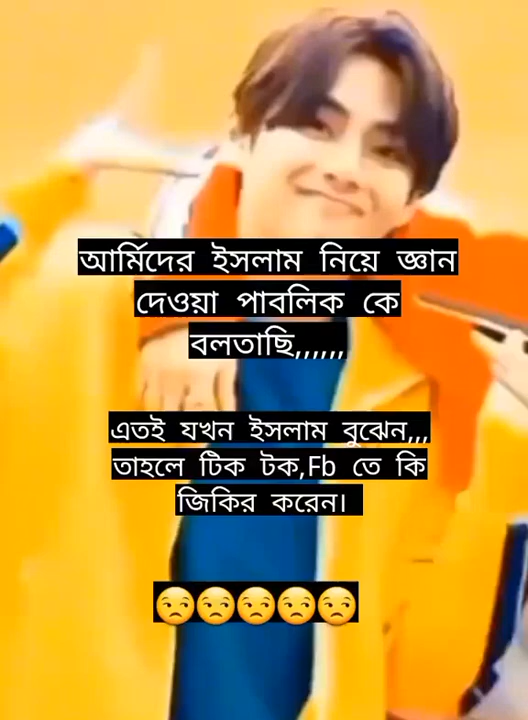 আর্মিদের ইসলাম নিয়ে জ্ঞান
দেওয়া পাবলিক কে
বলতাছি,,,,,,
এতই যখন ইসলাম বুঝেন,,,
তাহলে টিক টক,Fb তে কি
জিকির করেন।
😒😒😒😒😒